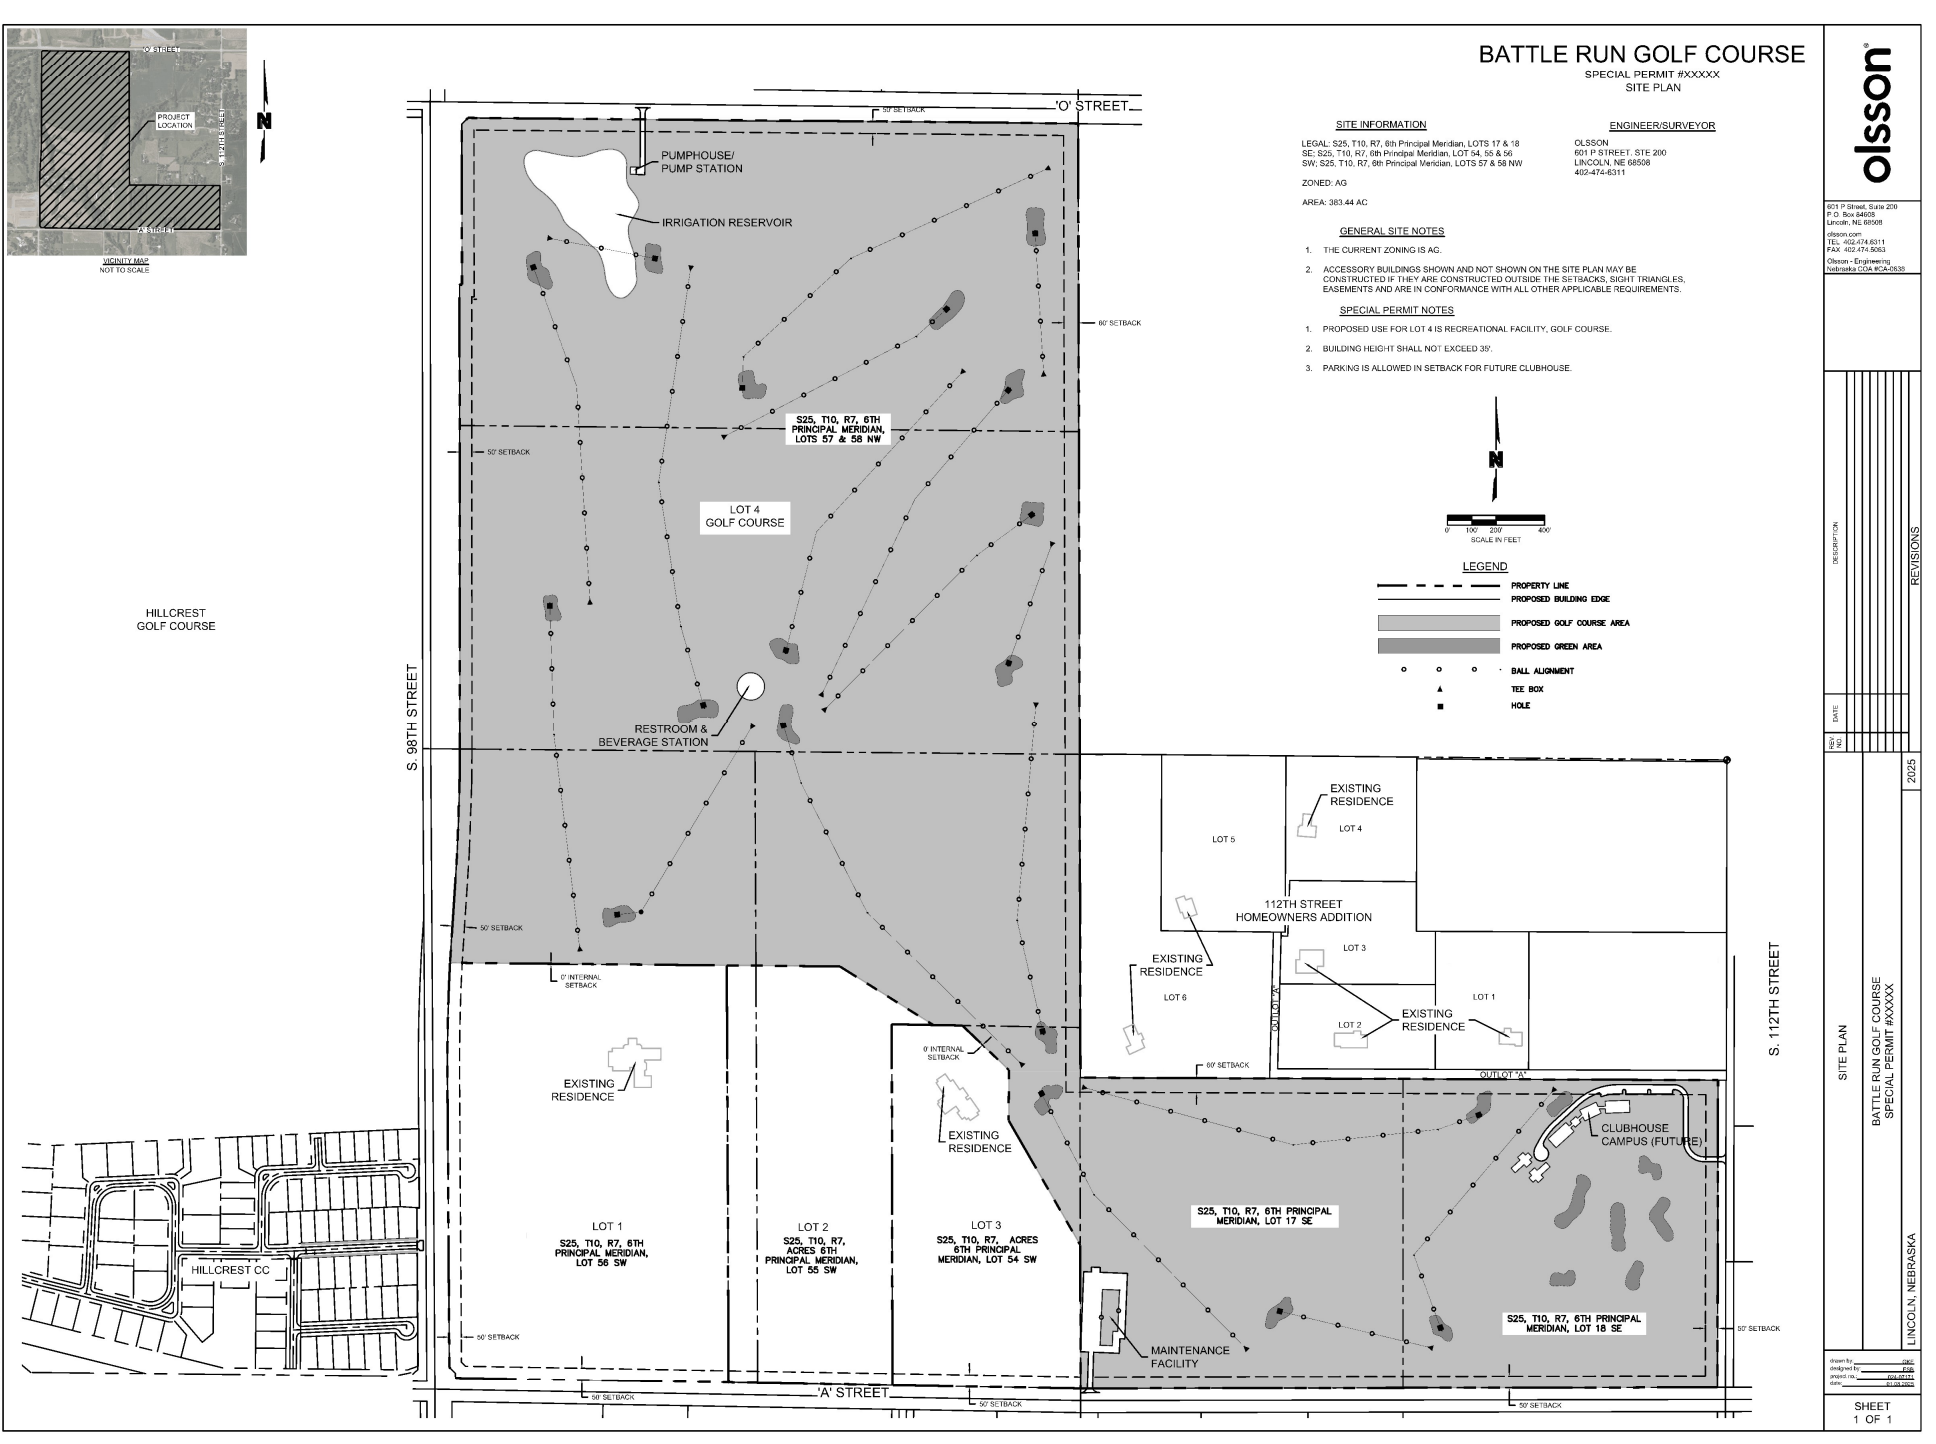 BATTLE RUN GOLF COURSE
SPECIAL PERMIT #XXXXX
SITE PLAN
SITE INFORMATION
LEGAL: S25, T10, R7, 6th Principal Meridian, LOTS 17 & 18
SE; S25, T10, R7, 6th Principal Meridian, LOT 54, 55 & 56
SW; S25, T10, R7, 6th Principal Meridian, LOTS 57 & 58 NW
ZONED: AG
AREA: 383.44 AC
ENGINEER/SURVEYOR
OLSSON
601 P STREET. STE 200
LINCOLN, NE 68508
402-474-6311
GENERAL SITE NOTES
1. THE CURRENT ZONING IS AG.
2. ACCESSORY BUILDINGS SHOWN AND NOT SHOWN ON THE SITE PLAN MAY BE
CONSTRUCTED IF THEY ARE CONSTRUCTED OUTSIDE THE SETBACKS, SIGHT TRIANGLES,
EASEMENTS AND ARE IN CONFORMANCE WITH ALL OTHER APPLICABLE REQUIREMENTS.
SPECIAL PERMIT NOTES
1. PROPOSED USE FOR LOT 4 IS RECREATIONAL FACILITY, GOLF COURSE.
2. BUILDING HEIGHT SHALL NOT EXCEED 35'.
3. PARKING IS ALLOWED IN SETBACK FOR FUTURE CLUBHOUSE.
N
0' 100' 200' 400'
SCALE IN FEET
LEGEND
PROPERTY LINE
PROPOSED BUILDING EDGE
PROPOSED GOLF COURSE AREA
PROPOSED GREEN AREA
BALL ALIGNMENT
TEE BOX
HOLE
'O' STREET
PROJECT
LOCATION
S. 112TH STREET
'A' STREET
VICINITY MAP
NOT TO SCALE
N
50' SETBACK
'O' STREET
PUMPHOUSE/
PUMP STATION
IRRIGATION RESERVOIR
60' SETBACK
S25, T10, R7, 6TH
PRINCIPAL MERIDIAN,
LOTS 57 & 58 NW
50' SETBACK
LOT 4
GOLF COURSE
HILLCREST
GOLF COURSE
S. 98TH STREET
RESTROOM &
BEVERAGE STATION
50' SETBACK
0' INTERNAL
SETBACK
EXISTING
RESIDENCE
LOT 4
LOT 5
112TH STREET
HOMEOWNERS ADDITION
LOT 3
EXISTING
RESIDENCE
LOT 6
OUTLOT "A"
LOT 1
EXISTING
RESIDENCE
LOT 2
S. 112TH STREET
0' INTERNAL
SETBACK
60' SETBACK
OUTLOT "A"
EXISTING
RESIDENCE
EXISTING
RESIDENCE
CLUBHOUSE
CAMPUS (FUTURE)
LOT 1
S25, T10, R7, 6TH
PRINCIPAL MERIDIAN,
LOT 56 SW
LOT 2
S25, T10, R7,
ACRES 6TH
PRINCIPAL MERIDIAN,
LOT 55 SW
LOT 3
S25, T10, R7, ACRES
6TH PRINCIPAL
MERIDIAN, LOT 54 SW
S25, T10, R7, 6TH PRINCIPAL
MERIDIAN, LOT 17 SE
HILLCREST CC
S25, T10, R7, 6TH PRINCIPAL
MERIDIAN, LOT 18 SE
50' SETBACK
50' SETBACK
MAINTENANCE
FACILITY
50' SETBACK
'A' STREET
50' SETBACK
50' SETBACK
olsson
601 P Street, Suite 200
P.O. Box 84608
Lincoln, NE 68508
olsson.com
TEL 402.474.6311
FAX 402.474.5063
Olsson - Engineering
Nebraska COA #CA-0638
REV. NO.
DATE
DESCRIPTION
REVISIONS
2025
SITE PLAN
BATTLE RUN GOLF COURSE
SPECIAL PERMIT #XXXXX
LINCOLN, NEBRASKA
drawn by:
designed by:
project no.:
date: 01.08.2025
SHEET
1 OF 1